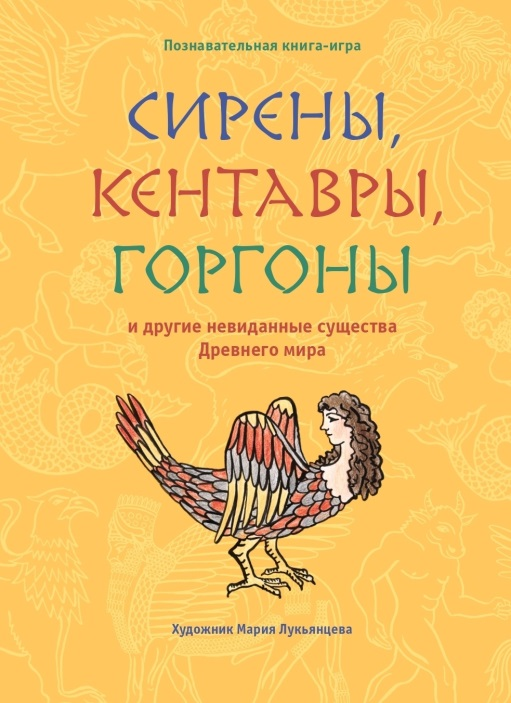 Познавательная книга-игра
СИРЕНЫ,
КЕНТАВРЫ,
ГОРГОНЫ
и другие невиданные существа
Древнего мира
Художник Мария Лукьянцева